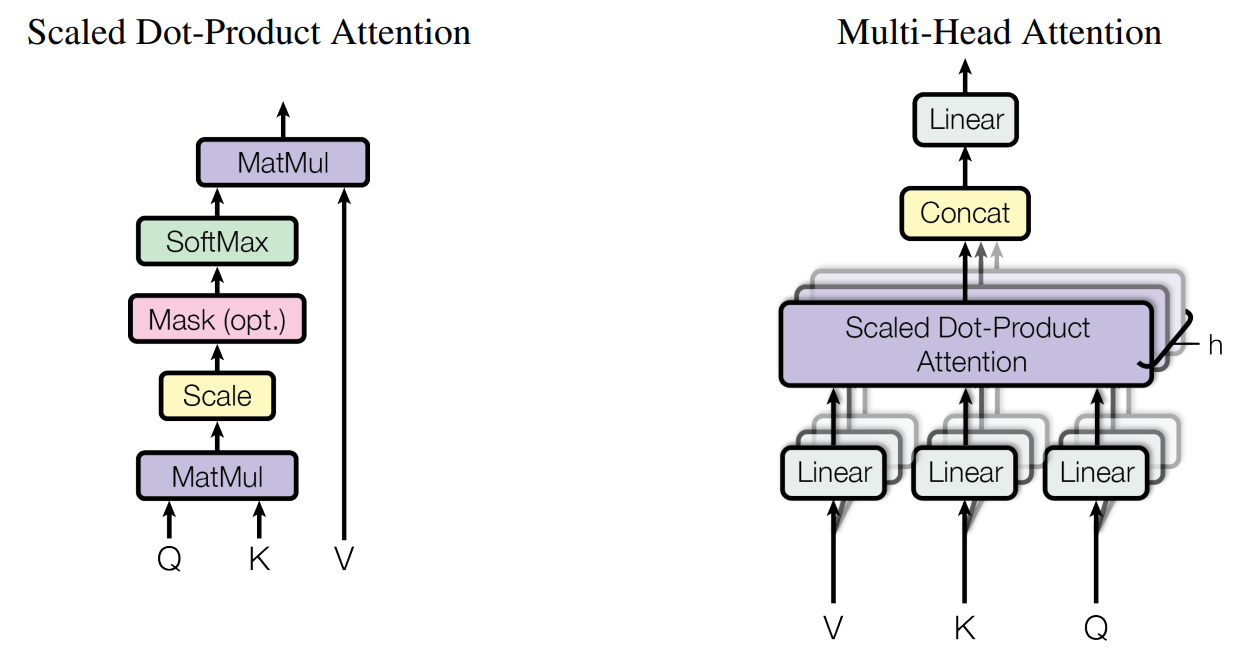 Scaled Dot-Product Attention
MatMul
SoftMax
Mask (opt.)
Scale
MatMul
Q K V
Multi-Head Attention
Linear
Concat
Scaled Dot-Product
Attention
h
Linear Linear Linear
V K Q